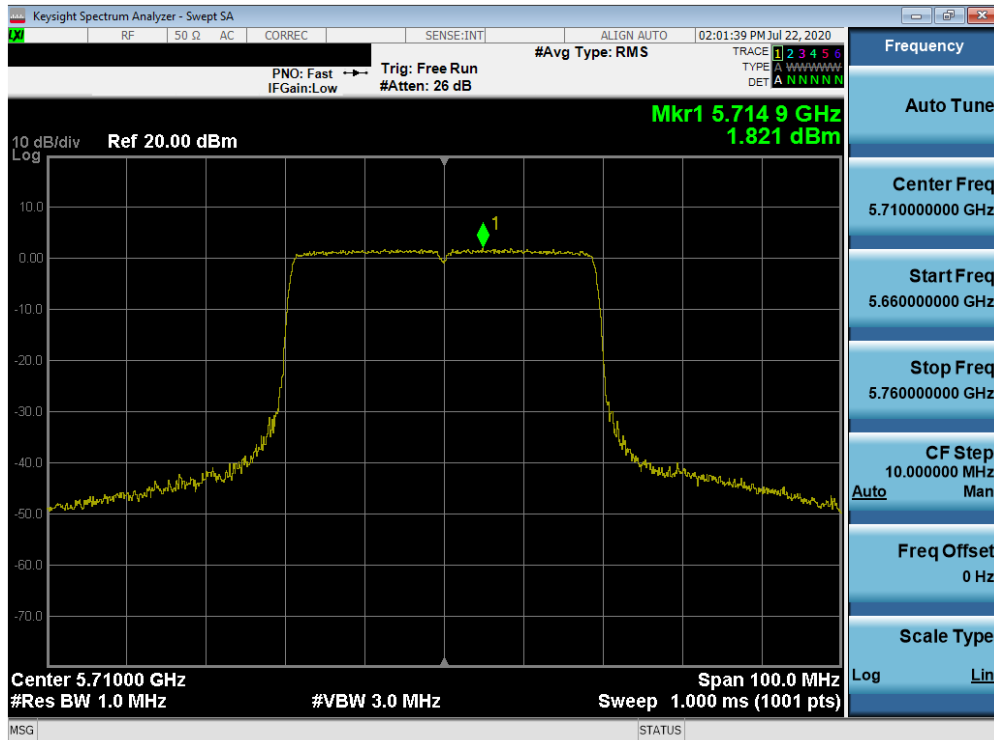 Keysight Spectrum Analyzer - Swept SA
LXI RF 50 Ω AC CORREC SENSE:INT ALIGN AUTO 02:01:39 PM Jul 22, 2020
#Avg Type: RMS
TRACE 1 2 3 4 5 6
PNO: Fast Trig: Free Run
TYPE A WWWWW
IFGain:Low #Atten: 26 dB
DET A N N N N N
Mkr1 5.714 9 GHz
1.821 dBm
10 dB/div Ref 20.00 dBm
Log
1
10.0
0.00
-10.0
-20.0
-30.0
-40.0
-50.0
-60.0
-70.0
Center 5.71000 GHz Span 100.0 MHz
#Res BW 1.0 MHz #VBW 3.0 MHz Sweep 1.000 ms (1001 pts)
MSG STATUS
Frequency
Auto Tune
Center Freq
5.710000000 GHz
Start Freq
5.660000000 GHz
Stop Freq
5.760000000 GHz
CF Step
10.000000 MHz
Auto Man
Freq Offset
0 Hz
Scale Type
Log Lin